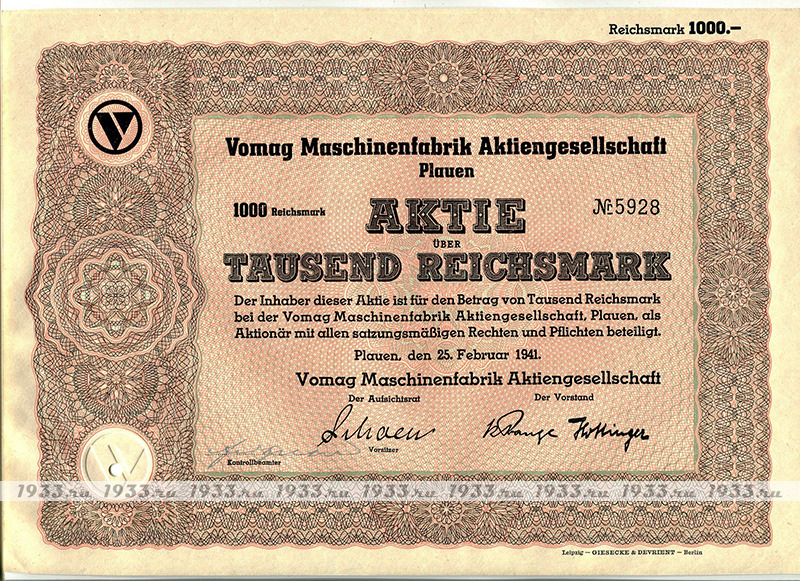 Reichsmark 1000.—
V
Vomag Maschinenfabrik Aktiengesellschaft
Plauen
1000 Reichsmark
AKTIE
№ 5928
ÜBER
TAUSEND REICHSMARK
Der Inhaber dieser Aktie ist für den Betrag von Tausend Reichsmark
bei der Vomag Maschinenfabrik Aktiengesellschaft, Plauen, als
Aktionär mit allen satzungsmäßigen Rechten und Pflichten beteiligt.
Plauen, den 25. Februar 1941.
Vomag Maschinenfabrik Aktiengesellschaft
Der Aufsichtsrat
Der Vorstand
Hottinger
Vorsitzer
Kontrollbeamter
1933.ru 1933.ru 1933.ru 1933.ru 1933.ru 1933.ru 1933.ru 1933.ru 1933.ru
Leipzig — GIESECKE & DEVRIENT — Berlin